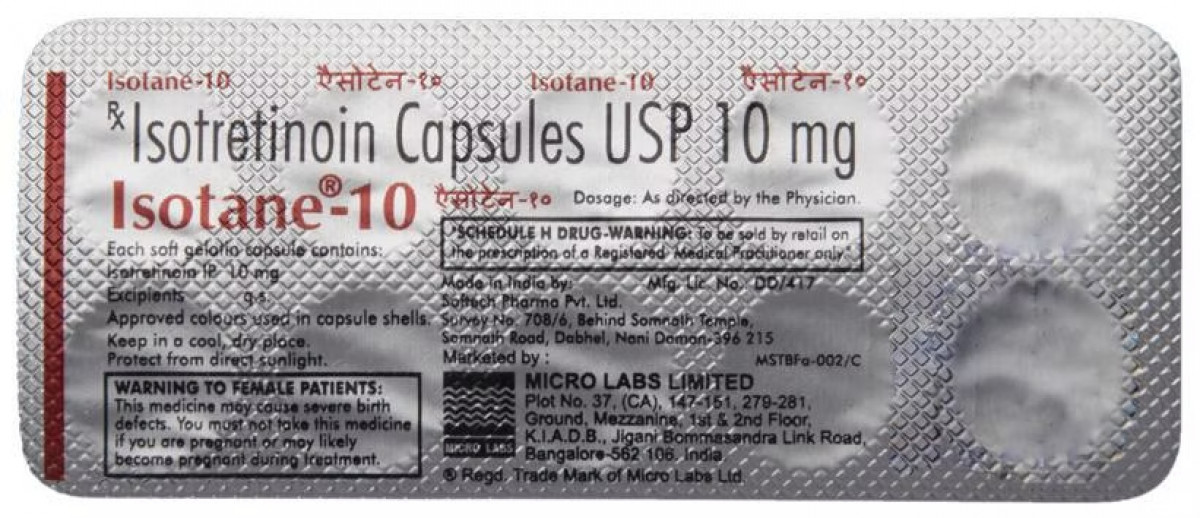 Isotane-10 एैसोटेन-१० Isotane-10 एैसोटेन-१०
Rx Isotretinoin Capsules USP 10 mg
Isotane®-10 एैसोटेन-१० Dosage: As directed by the Physician.
Each soft gelatin capsule contains:
Isotretinoin IP 10 mg
Excipients q.s.
Approved colours used in capsule shells.
Keep in a cool, dry place.
Protect from direct sunlight.
WARNING TO FEMALE PATIENTS:
This medicine may cause severe birth
defects. You must not take this medicine
if you are pregnant or may likely
become pregnant during treatment.
"SCHEDULE H DRUG-WARNING: To be sold by retail on
the prescription of a Registered Medical Practitioner only."
Made in India by: Mfg. Lic. No.: DD/417
Softech Pharma Pvt. Ltd.
Survey No. 708/6, Behind Somnath Temple,
Somnath Road, Dabhel, Nani Daman-396 215
Marketed by : MSTBFa-002/C
MICRO LABS LIMITED
Plot No. 37, (CA), 147-151, 279-281,
Ground, Mezzanine, 1st & 2nd Floor,
K.I.A.D.B., Jigani Bommasandra Link Road,
Bangalore-562 106. India
MICRO LABS
® Regd. Trade Mark of Micro Labs Ltd.